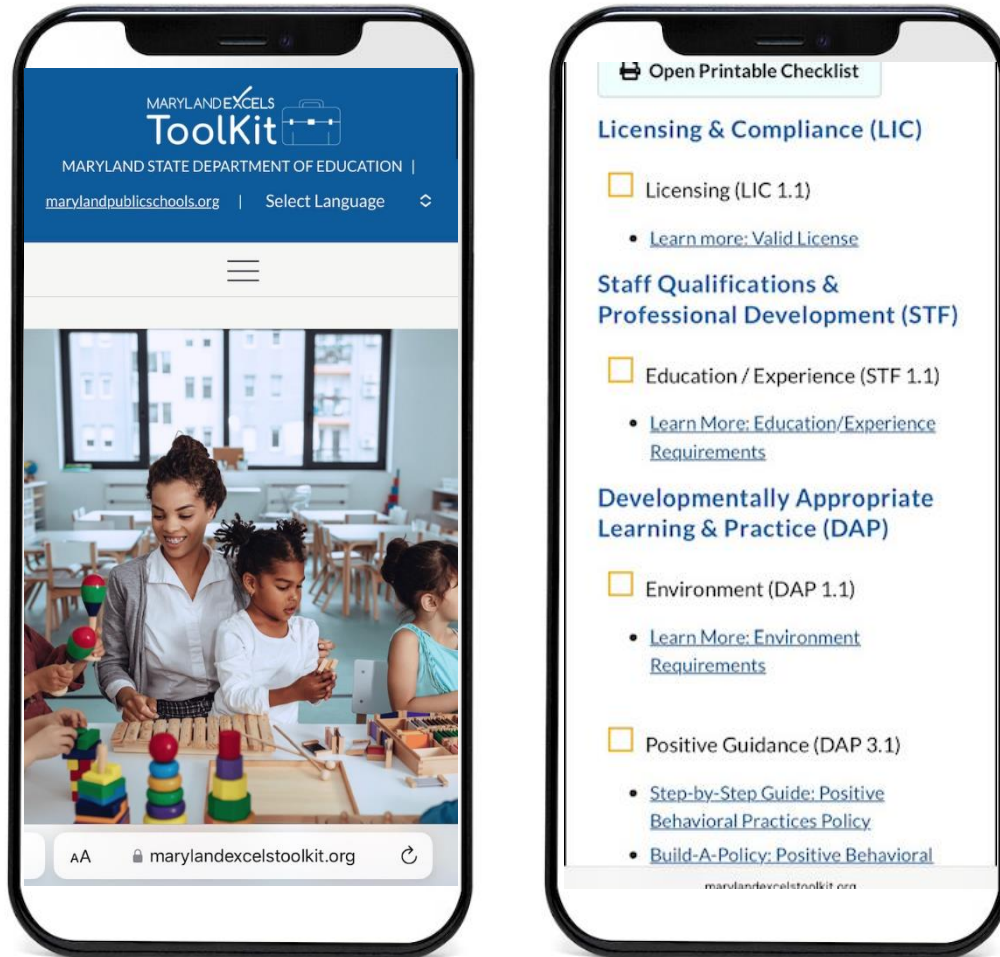 MARYLAND EXCELS
ToolKit
MARYLAND STATE DEPARTMENT OF EDUCATION |
marylandpublicschools.org | Select Language
AA marylandexcelstoolkit.org
Open Printable Checklist
Licensing & Compliance (LIC)
Licensing (LIC 1.1)
• Learn more: Valid License
Staff Qualifications &
Professional Development (STF)
Education / Experience (STF 1.1)
• Learn More: Education/Experience
Requirements
Developmentally Appropriate
Learning & Practice (DAP)
Environment (DAP 1.1)
• Learn More: Environment
Requirements
Positive Guidance (DAP 3.1)
• Step-by-Step Guide: Positive
Behavioral Practices Policy
• Build-A-Policy: Positive Behavioral
marylandexcelstoolkit.org